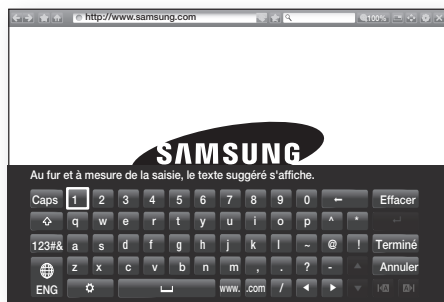 http://www.samsung.com 100%
SAMSUNG
Au fur et à mesure de la saisie, le texte suggéré s'affiche.
Caps 1 2 3 4 5 6 7 8 9 0 ← Effacer
q w e r t y u i o p ^ *
123#& a s d f g h j k l ~ @ ! Terminé
z x c v b n m , . ? - Annuler
ENG www. .com /